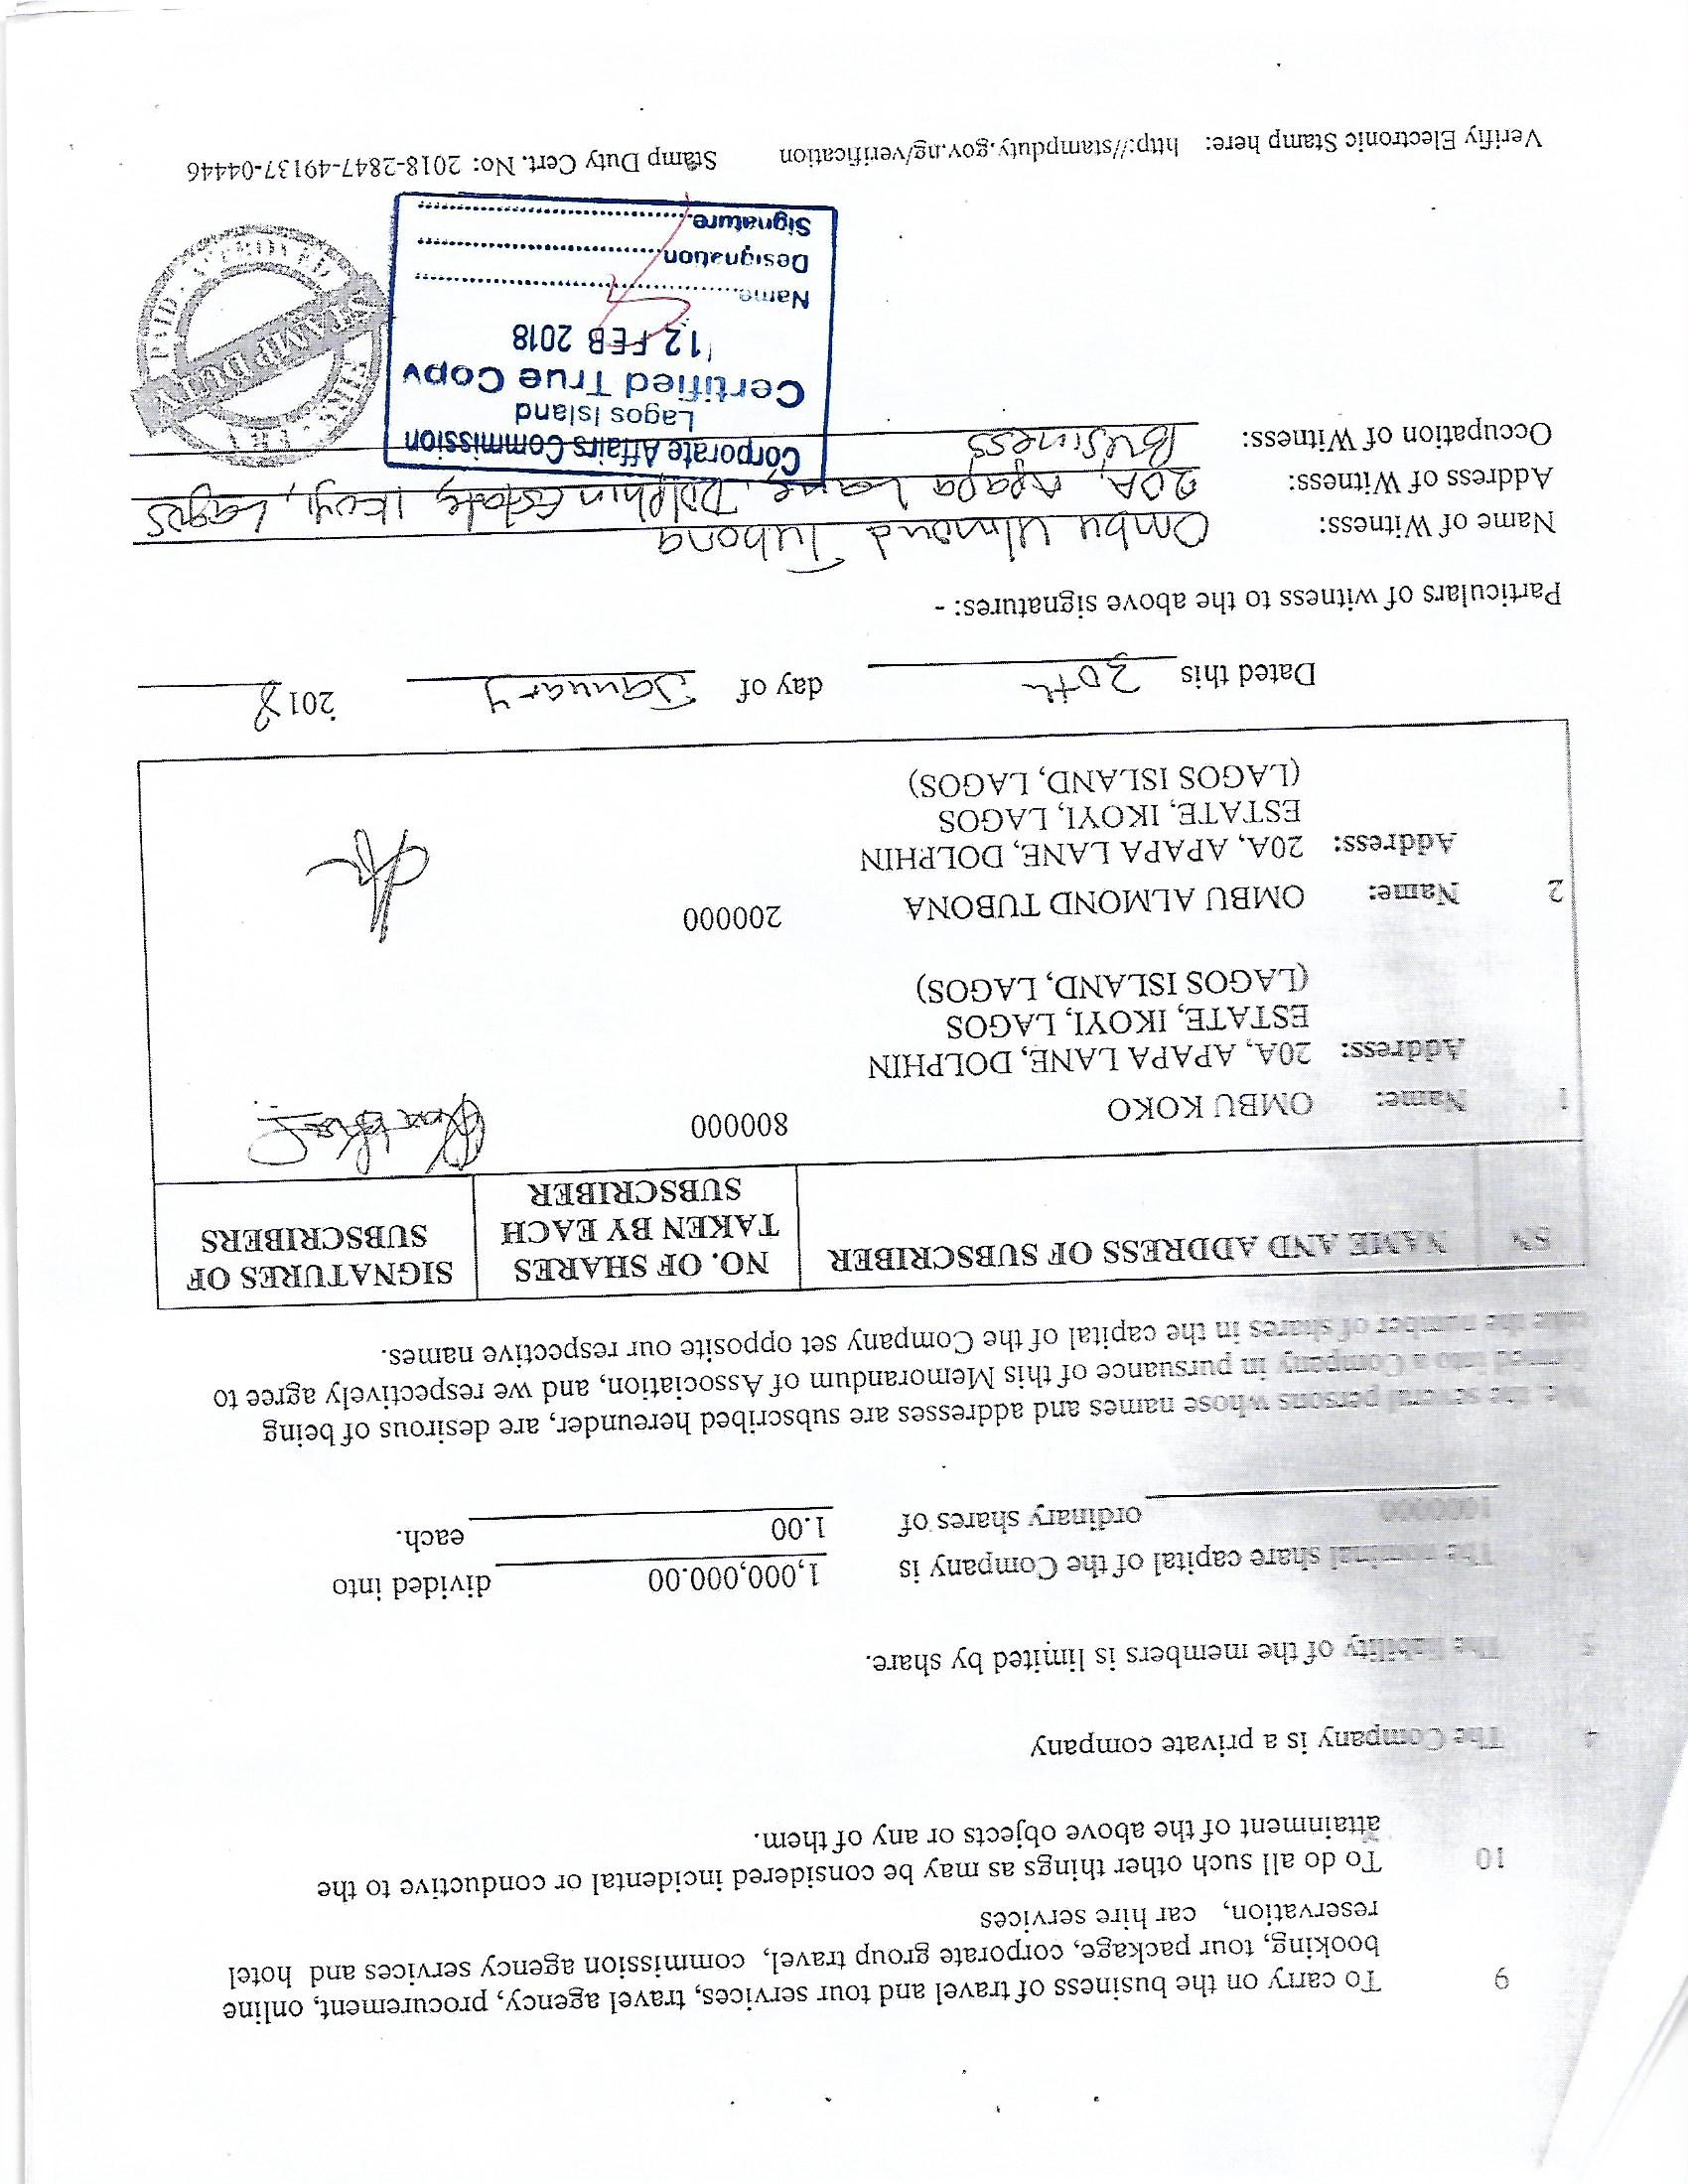 9 To carry on the business of travel and tour services, travel agency, procurement, online
booking, tour package, corporate group travel, commission agency services and hotel
reservation, car hire services
10 To do all such other things as may be considered incidental or conductive to the
attainment of the above objects or any of them.
4 The Company is a private company
5 The liability of the members is limited by share.
6 The nominal share capital of the Company is 1,000,000.00 divided into
1000000 ordinary shares of 1.00 each.
We, the several persons whose names and addresses are subscribed hereunder, are desirous of being
formed into a Company in pursuance of this Memorandum of Association, and we respectively agree to
take the number of shares in the capital of the Company set opposite our respective names.
SN NAME AND ADDRESS OF SUBSCRIBER NO. OF SHARES TAKEN BY EACH SUBSCRIBER SIGNATURES OF SUBSCRIBERS
1 Name: OMBU KOKO 800000
Address: 20A, APAPA LANE, DOLPHIN
ESTATE, IKOYI, LAGOS
(LAGOS ISLAND, LAGOS)
2 Name: OMBU ALMOND TUBONA 200000
Address: 20A, APAPA LANE, DOLPHIN
ESTATE, IKOYI, LAGOS
(LAGOS ISLAND, LAGOS)
Dated this 30th day of January 2018
Particulars of witness to the above signatures: -
Name of Witness: Ombu Almond Tubona
Address of Witness: 20A, Apapa Lane, Dolphin Estate, Ikoyi, Lagos
Occupation of Witness: Business
Corporate Affairs Commission
Lagos Island
Certified True Copy
12 FEB 2018
Name
Designation
Signature
STAMP DUTY
Verifiy Electronic Stamp here: http://stampduty.gov.ng/verification Stamp Duty Cert. No: 2018-2847-49137-04446